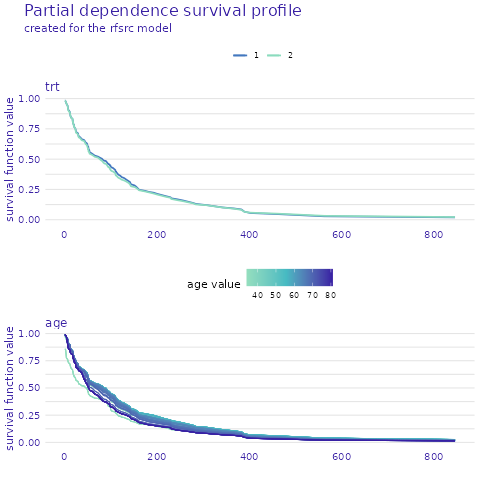 Partial dependence survival profile
created for the rfsrc model
1 2
trt
survival function value
1.00
0.75
0.50
0.25
0.00
0 200 400 600 800
age value
40 50 60 70 80
age
survival function value
1.00
0.75
0.50
0.25
0.00
0 200 400 600 800